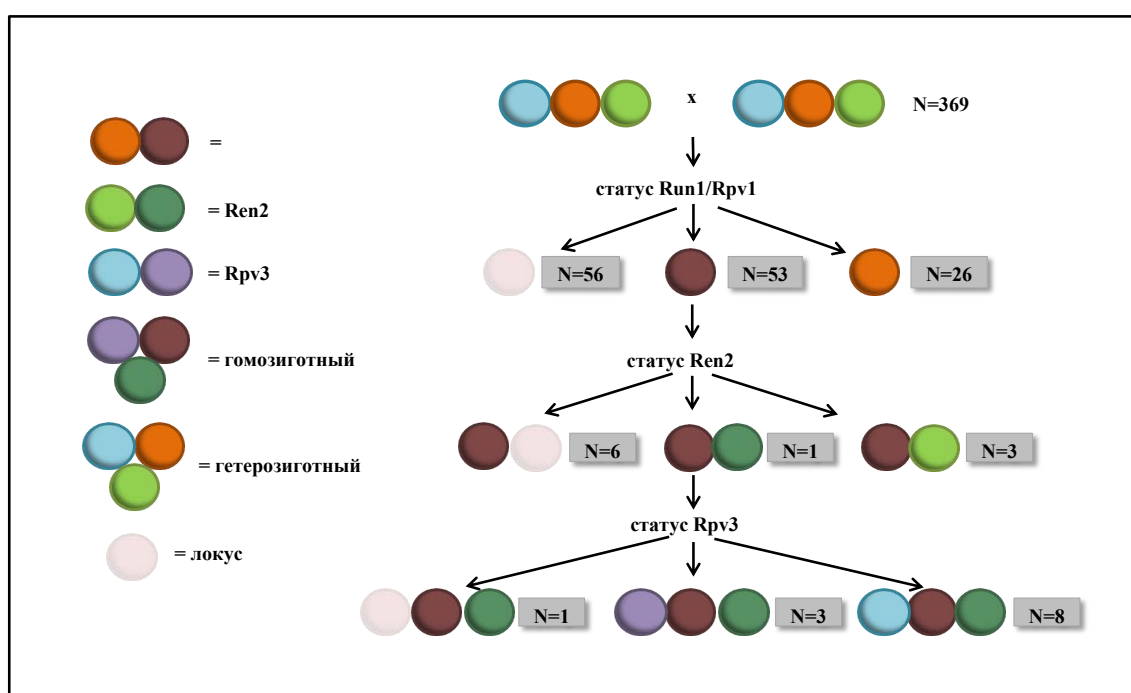 x
N=369
=
статус Run1/Rpv1
= Ren2
= Rpv3
N=56
N=53
N=26
= гомозиготный
статус Ren2
= гетерозиготный
N=6
N=1
N=3
статус Rpv3
= локус
N=1
N=3
N=8